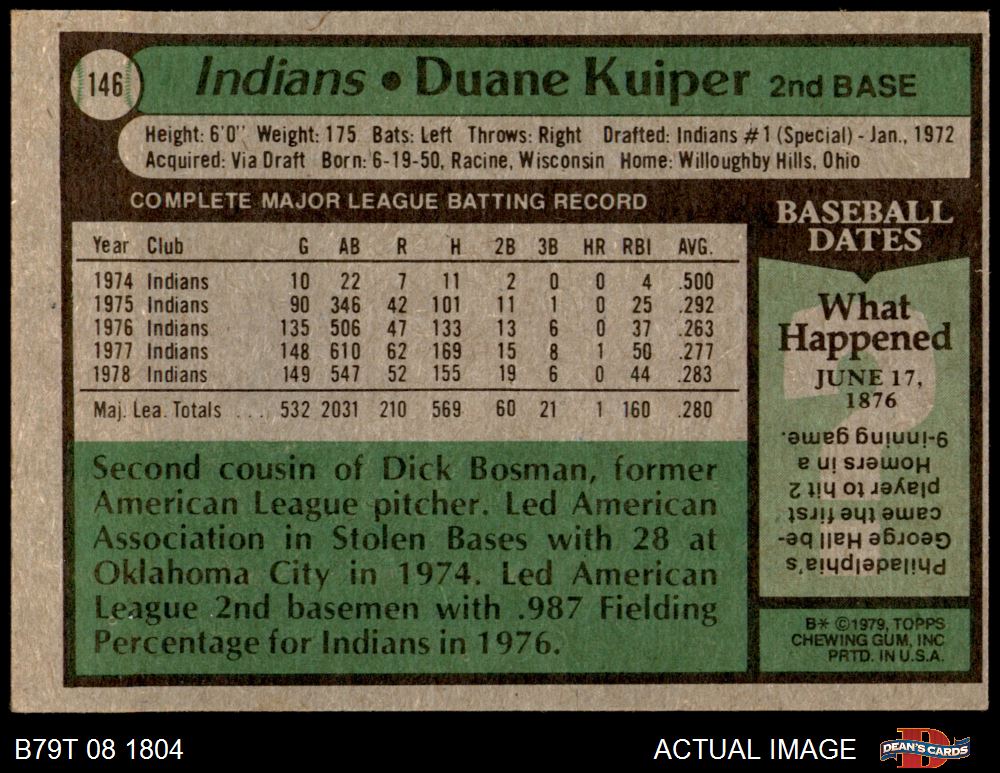 146
Indians • Duane Kuiper 2nd BASE
Height: 6'0" Weight: 175 Bats: Left Throws: Right Drafted: Indians #1 (Special) - Jan., 1972
Acquired: Via Draft Born: 6-19-50, Racine, Wisconsin Home: Willoughby Hills, Ohio
COMPLETE MAJOR LEAGUE BATTING RECORD
Year Club G AB R H 2B 3B HR RBI AVG.
1974 Indians 10 22 7 11 2 0 0 4 .500
1975 Indians 90 346 42 101 11 1 0 25 .292
1976 Indians 135 506 47 133 13 6 0 37 .263
1977 Indians 148 610 62 169 15 8 1 50 .277
1978 Indians 149 547 52 155 19 6 0 44 .283
Maj. Lea. Totals . . . 532 2031 210 569 60 21 1 160 .280
Second cousin of Dick Bosman, former
American League pitcher. Led American
Association in Stolen Bases with 28 at
Oklahoma City in 1974. Led American
League 2nd basemen with .987 Fielding
Percentage for Indians in 1976.
BASEBALL
DATES
What
Happened
JUNE 17,
1876
Philadelphia's
George Hall be-
came the first
player to hit 2
Homers in a
9-inning game.
B* ©1979, TOPPS
CHEWING GUM, INC
PRTD. IN U.S.A.
B79T 08 1804
ACTUAL IMAGE
DEAN'S CARDS